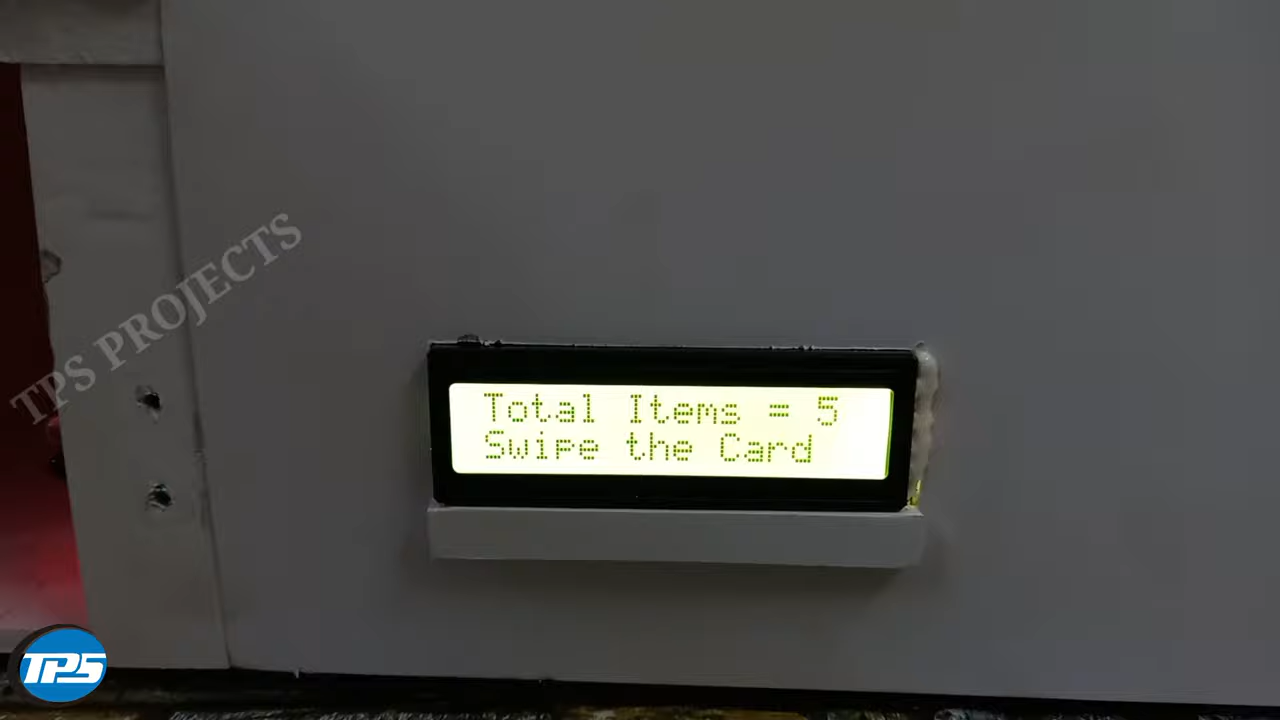 TPS PROJECTS
Total Items = 5
Swipe the Card
TPS